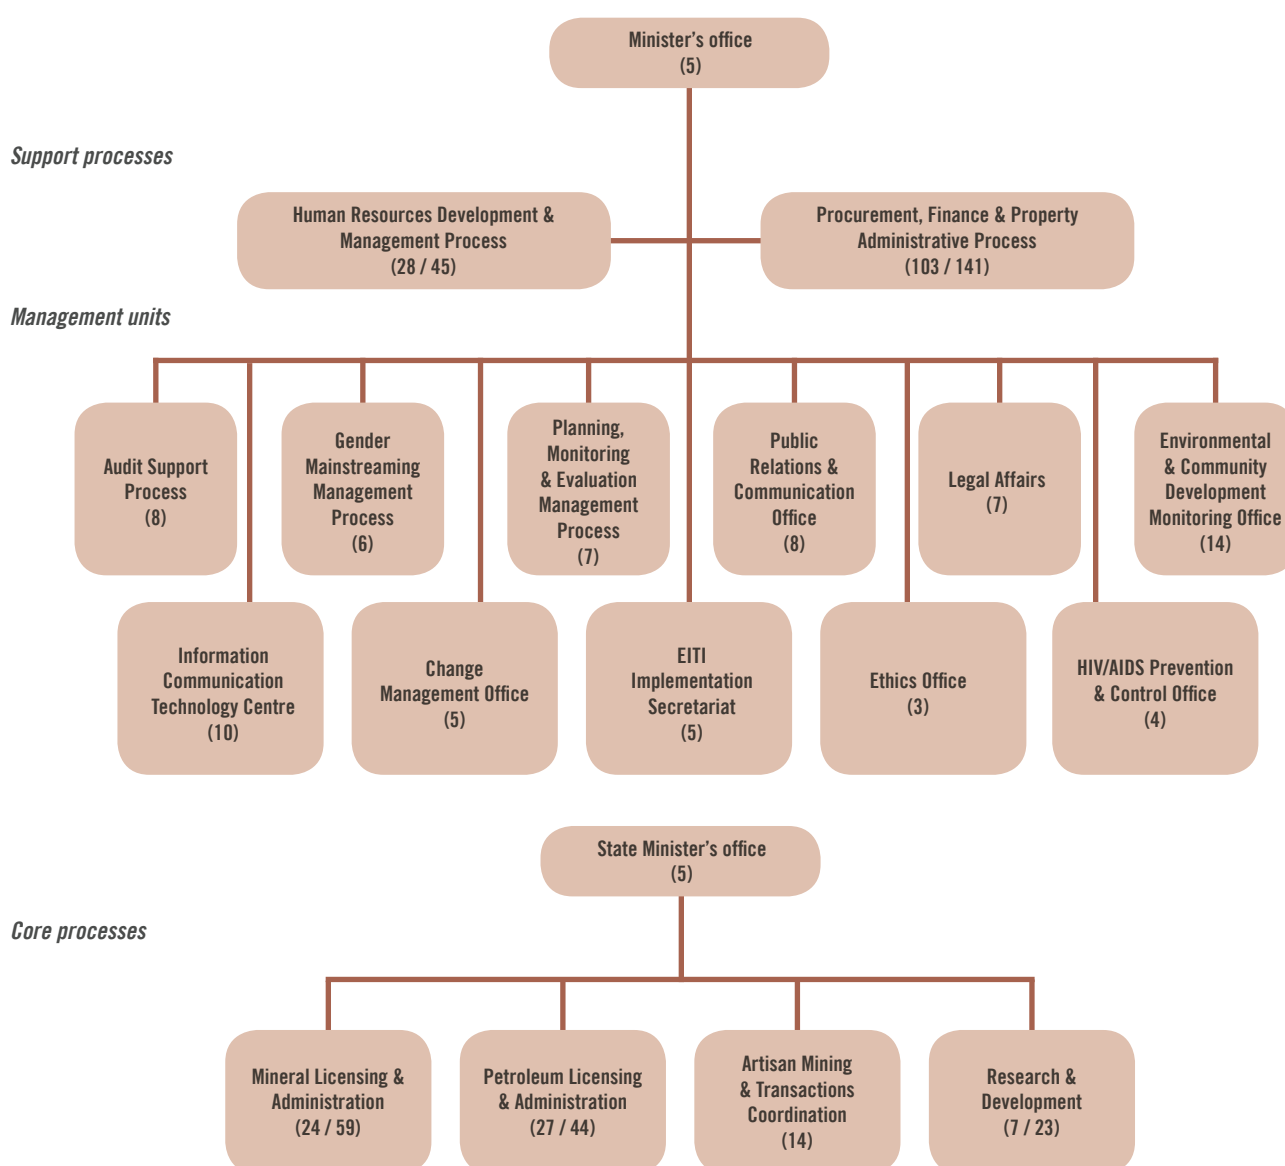 Minister’s office
(5)
Support processes
Human Resources Development &
Management Process
(28 / 45)
Procurement, Finance & Property
Administrative Process
(103 / 141)
Management units
Audit Support
Process
(8)
Gender
Mainstreaming
Management
Process
(6)
Planning,
Monitoring
& Evaluation
Management
Process
(7)
Public
Relations &
Communication
Office
(8)
Legal Affairs
(7)
Environmental
& Community
Development
Monitoring Office
(14)
Information
Communication
Technology Centre
(10)
Change
Management Office
(5)
EITI
Implementation
Secretariat
(5)
Ethics Office
(3)
HIV/AIDS Prevention
& Control Office
(4)
State Minister’s office
(5)
Core processes
Mineral Licensing &
Administration
(24 / 59)
Petroleum Licensing
& Administration
(27 / 44)
Artisan Mining
& Transactions
Coordination
(14)
Research &
Development
(7 / 23)